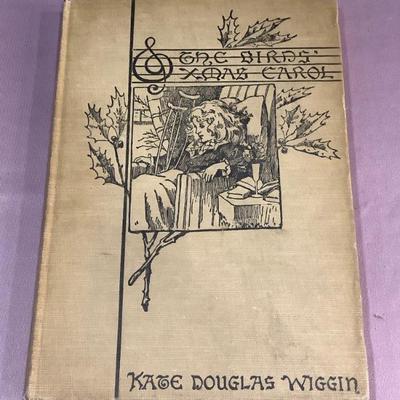 THE BIRDS'
XMAS CAROL
KATE DOUGLAS WIGGIN